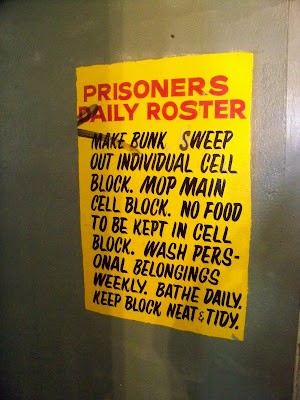 PRISONERS
DAILY ROSTER
MAKE BUNK SWEEP
OUT INDIVIDUAL CELL
BLOCK. MOP MAIN
CELL BLOCK. NO FOOD
TO BE KEPT IN CELL
BLOCK. WASH PERS-
ONAL BELONGINGS
WEEKLY. BATHE DAILY.
KEEP BLOCK NEAT & TIDY.